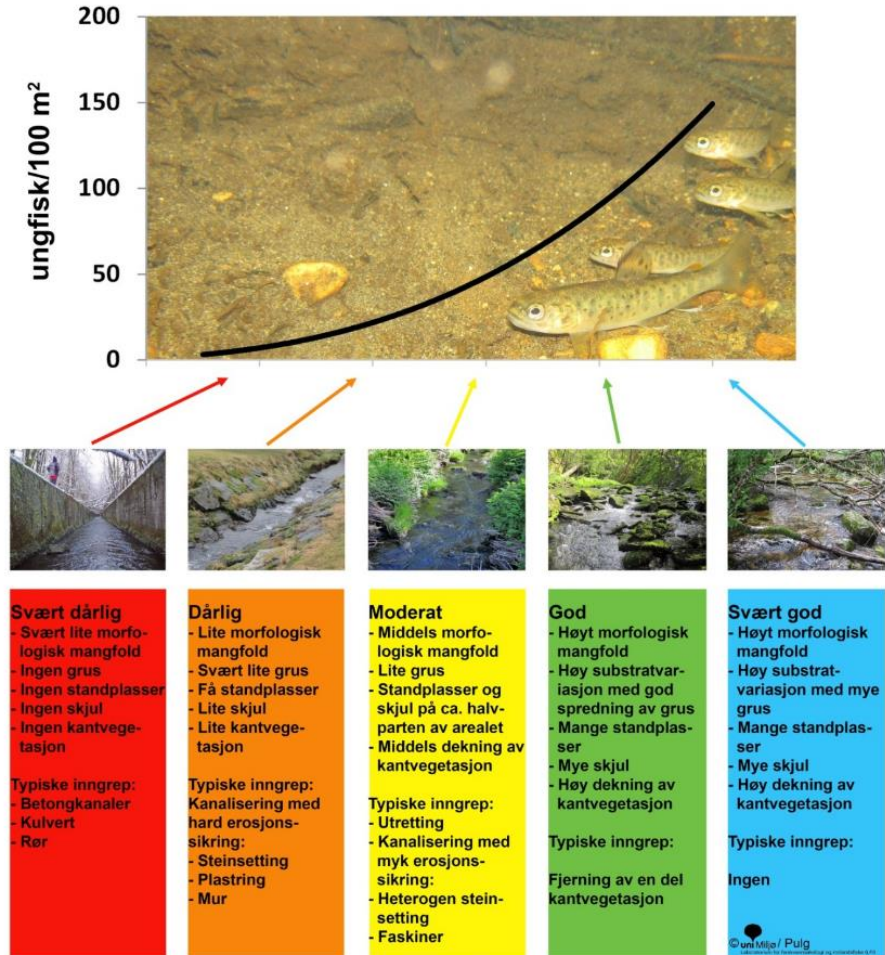 200
150
100
50
0
ungfisk/100 m²
Svært dårlig
- Svært lite morfo-
logisk mangfold
- Ingen grus
- Ingen standplasser
- Ingen skjul
- Ingen kantvege-
tasjon
Typiske inngrep:
- Betongkanaler
- Kulvert
- Rør
Dårlig
- Lite morfologisk
mangfold
- Svært lite grus
- Få standplasser
- Lite skjul
- Lite kantvege-
tasjon
Typiske inngrep:
Kanalisering med
hard erosjons-
sikring:
- Steinsetting
- Plastring
- Mur
Moderat
- Middels morfo-
logisk mangfold
- Lite grus
- Standplasser og
skjul på ca. halv-
parten av arealet
- Middels dekning av
kantvegetasjon
Typiske inngrep:
- Utretting
- Kanalisering med
myk erosjons-
sikring:
- Heterogen stein-
setting
- Faskiner
God
- Høyt morfologisk
mangfold
- Høy substratvar-
iasjon med god
spredning av grus
- Mange standplas-
ser
- Mye skjul
- Høy dekning av
kantvegetasjon
Typiske inngrep:
Fjerning av en del
kantvegetasjon
Svært god
- Høyt morfologisk
mangfold
- Høy substrat-
variasjon med mye
grus
- Mange standplas-
ser
- Mye skjul
- Høy dekning av
kantvegetasjon
Typiske inngrep:
Ingen
© uni Miljø / Pulg